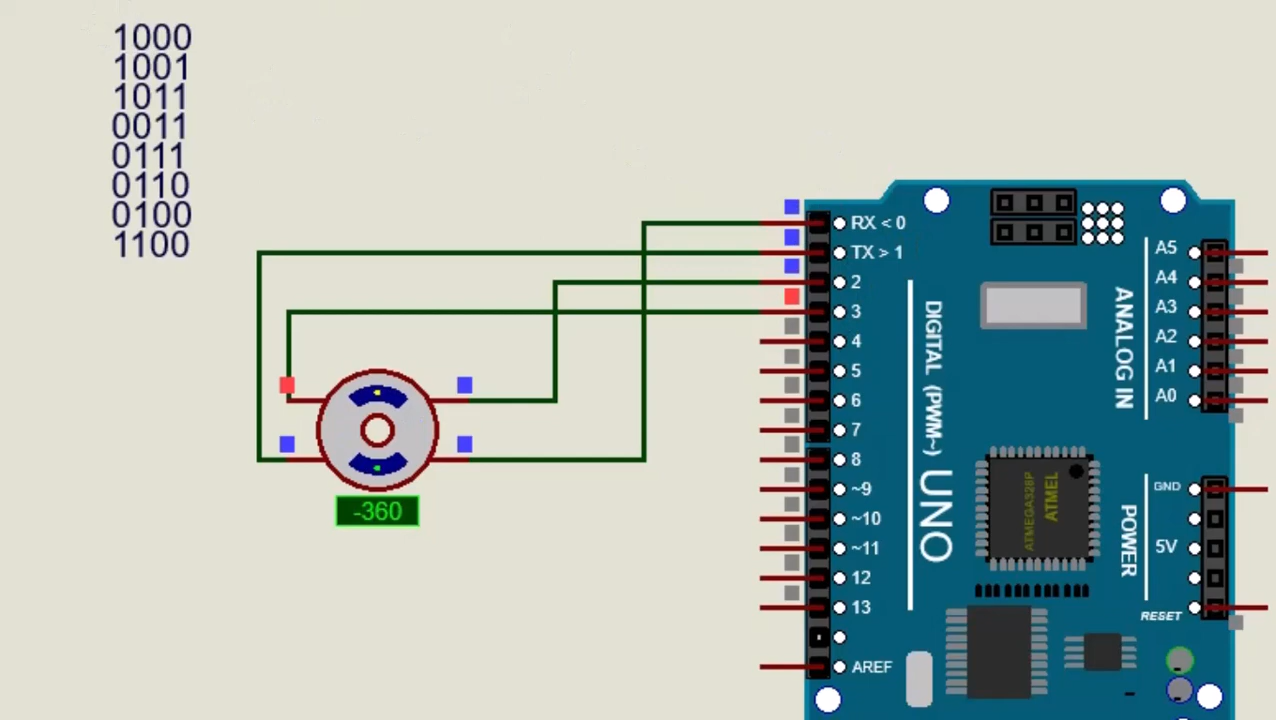 1000
1001
1011
0011
0111
0110
0100
1100
-360
RX < 0
TX > 1
2
3
4
5
6
7
8
~9
~10
~11
12
13
AREF
DIGITAL (PWM~)
UNO
ATMEGA328P
ATMEL
ANALOG IN
A5
A4
A3
A2
A1
A0
POWER
GND
5V
RESET